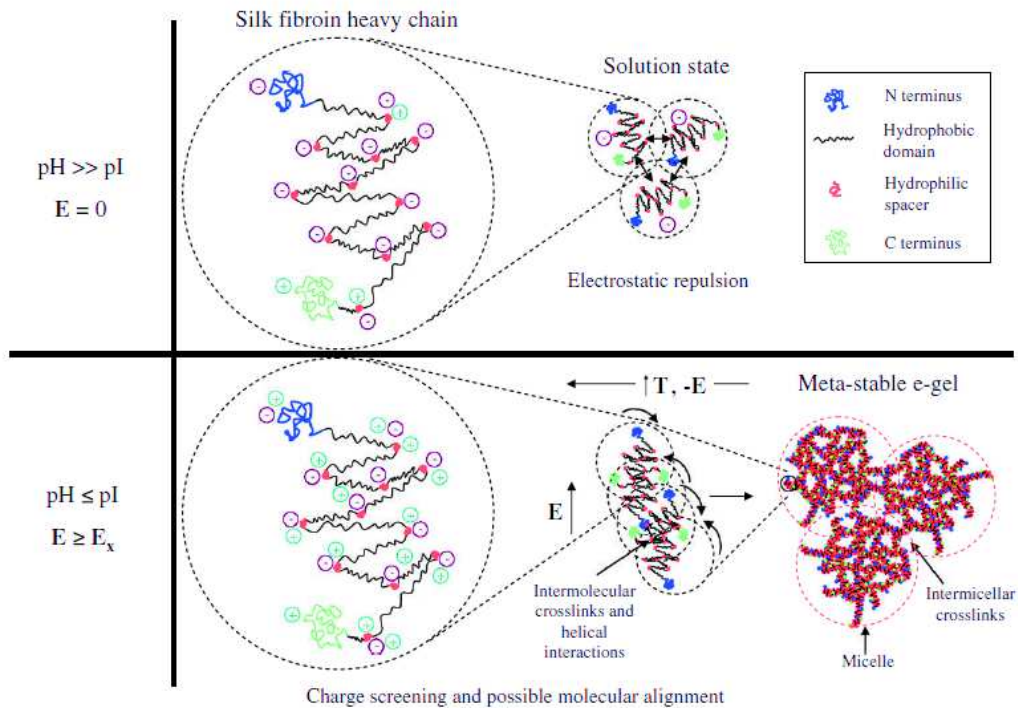 Silk fibroin heavy chain
Solution state
N terminus
Hydrophobic
domain
Hydrophilic
spacer
C terminus
pH >> pI
E = 0
Electrostatic repulsion
↑T, -E
Meta-stable e-gel
pH ≤ pI
E ≥ Eₓ
E
Intermolecular
crosslinks and
helical
interactions
Intermicellar
crosslinks
Micelle
Charge screening and possible molecular alignment